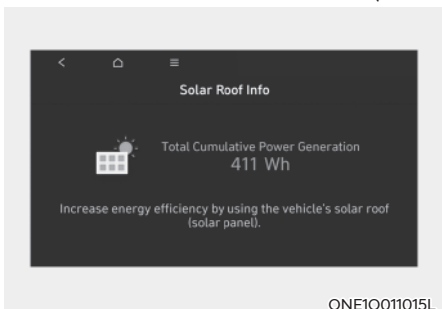 Solar Roof Info
Total Cumulative Power Generation
411 Wh
Increase energy efficiency by using the vehicle's solar roof
(solar panel).
ONE1Q011015L